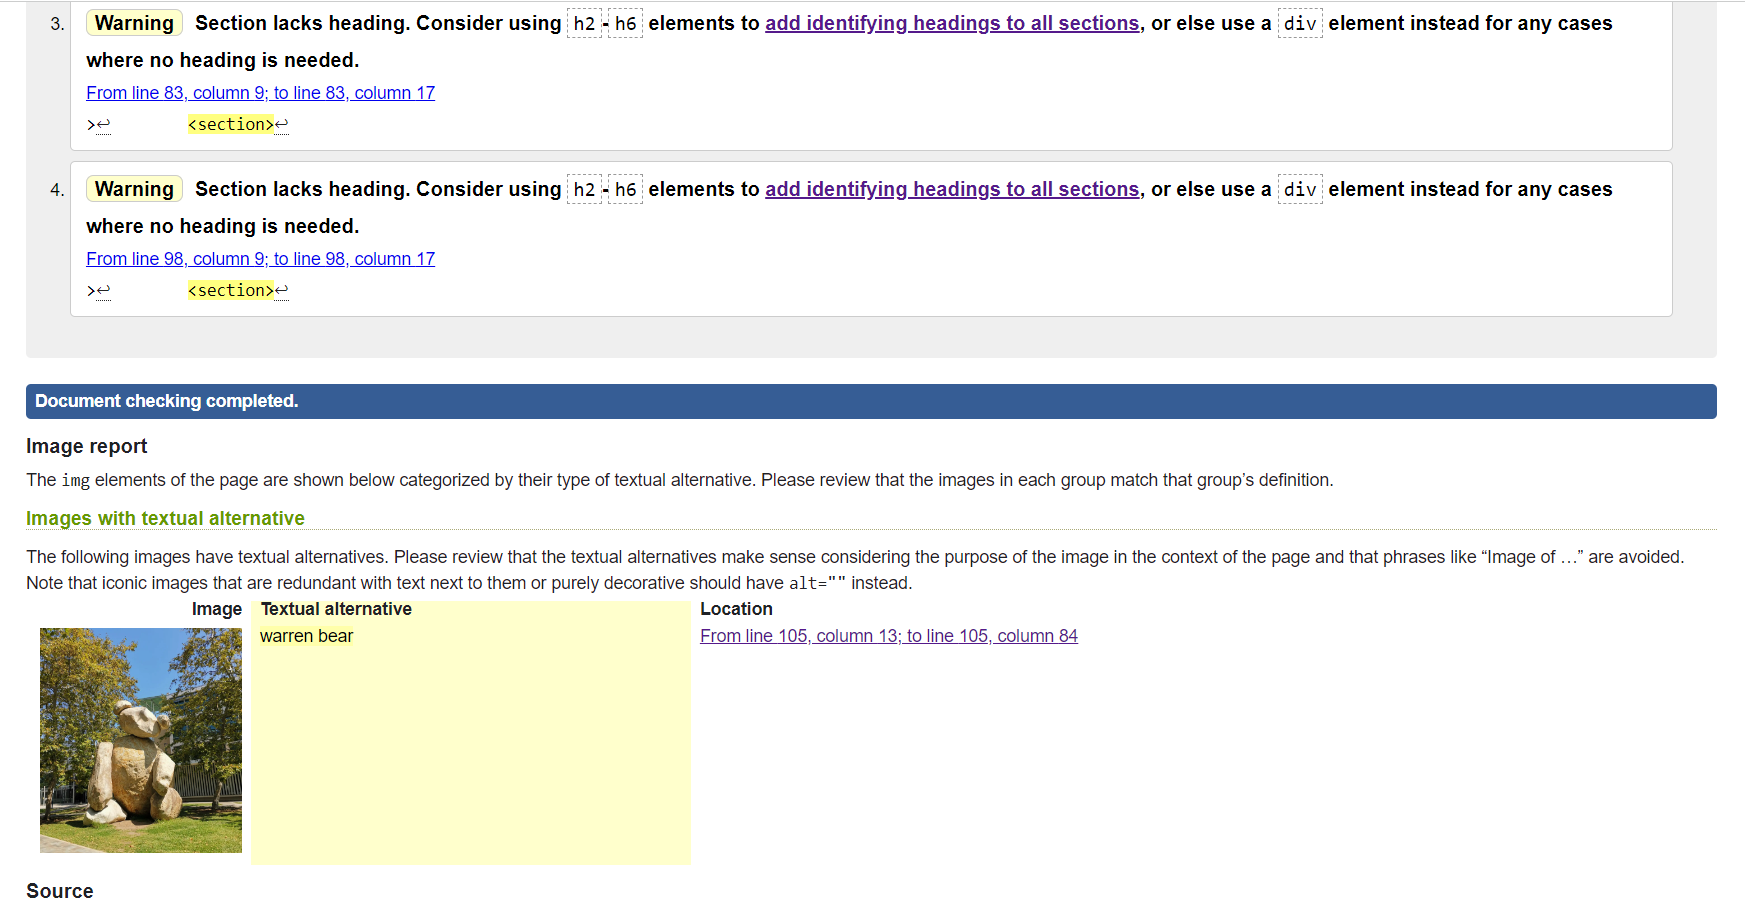 3. Warning Section lacks heading. Consider using h2-h6 elements to add identifying headings to all sections, or else use a div element instead for any cases
where no heading is needed.
From line 83, column 9; to line 83, column 17
>↩ <section>↩
4. Warning Section lacks heading. Consider using h2-h6 elements to add identifying headings to all sections, or else use a div element instead for any cases
where no heading is needed.
From line 98, column 9; to line 98, column 17
>↩ <section>↩
Document checking completed.
Image report
The img elements of the page are shown below categorized by their type of textual alternative. Please review that the images in each group match that group’s definition.
Images with textual alternative
The following images have textual alternatives. Please review that the textual alternatives make sense considering the purpose of the image in the context of the page and that phrases like “Image of …” are avoided.
Note that iconic images that are redundant with text next to them or purely decorative should have alt="" instead.
Image Textual alternative Location
warren bear From line 105, column 13; to line 105, column 84
Source